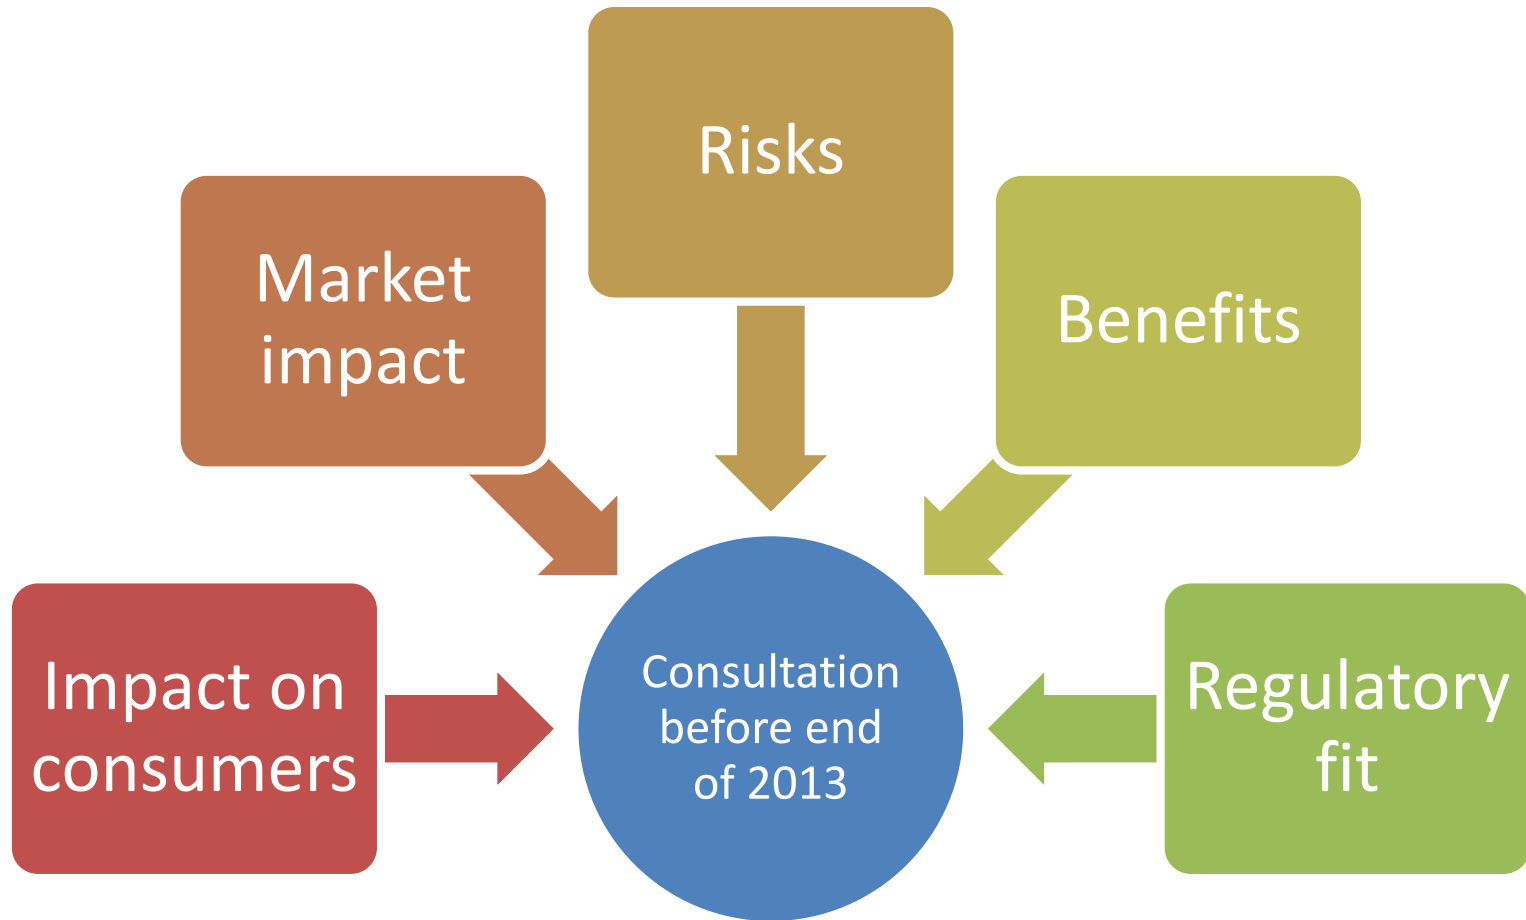 Risks
Market
impact
Benefits
Impact on
consumers
Consultation
before end
of 2013
Regulatory
fit